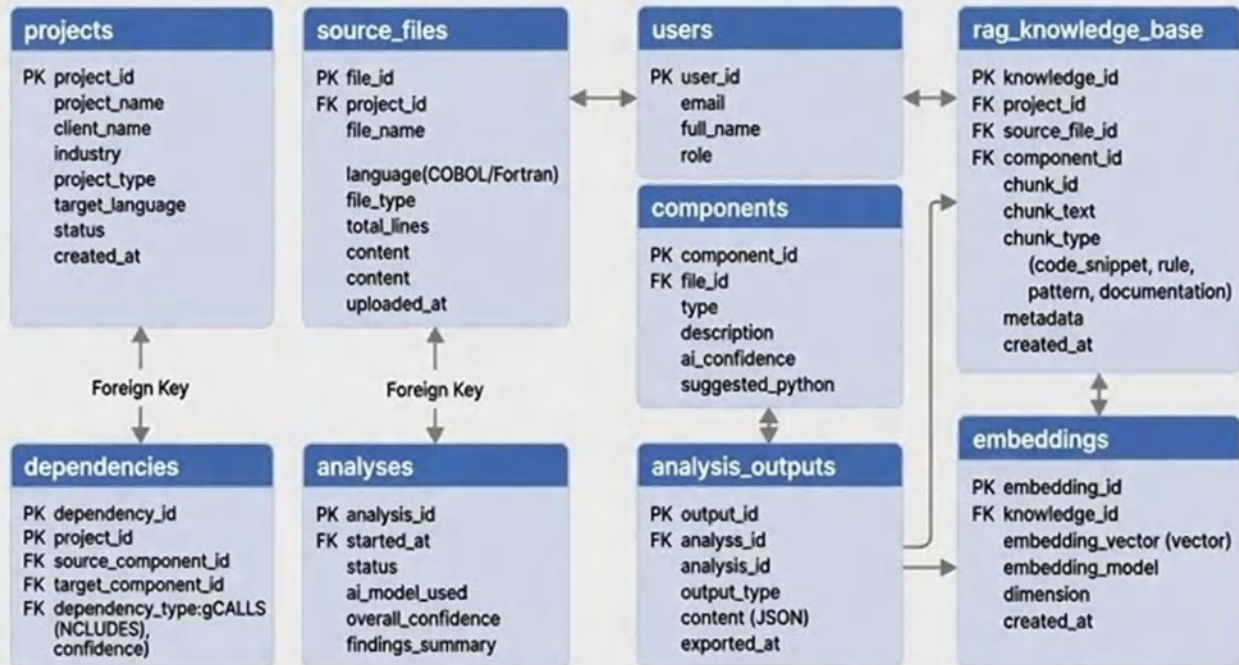 projects
PK project_id
project_name
client_name
industry
project_type
target_language
status
created_at
source_files
PK file_id
FK project_id
file_name
language(COBOL/Fortran)
file_type
total_lines
content
content
uploaded_at
users
PK user_id
email
full_name
role
components
PK component_id
FK file_id
type
description
ai_confidence
suggested_python
rag_knowledge_base
PK knowledge_id
FK project_id
FK source_file_id
FK component_id
chunk_id
chunk_text
chunk_type
(code_snippet, rule,
pattern, documentation)
metadata
created_at
Foreign Key
Foreign Key
dependencies
PK dependency_id
PK project_id
FK source_component_id
FK target_component_id
FK dependency_type:gCALLS
(NCLUDES),
confidence)
analyses
PK analysis_id
FK started_at
status
ai_model_used
overall_confidence
findings_summary
analysis_outputs
PK output_id
FK analyss_id
analysis_id
output_type
content (JSON)
exported_at
embeddings
PK embedding_id
FK knowledge_id
embedding_vector (vector)
embedding_model
dimension
created_at